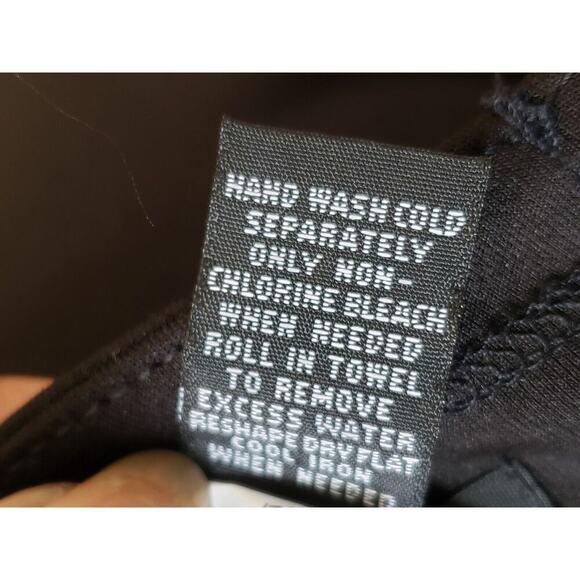 HAND WASH COLD
SEPARATELY
ONLY NON-
CHLORINE BLEACH
WHEN NEEDED
ROLL IN TOWEL
TO REMOVE
EXCESS WATER
RESHAPE DRY FLAT
COOL IRON
WHEN NEEDED